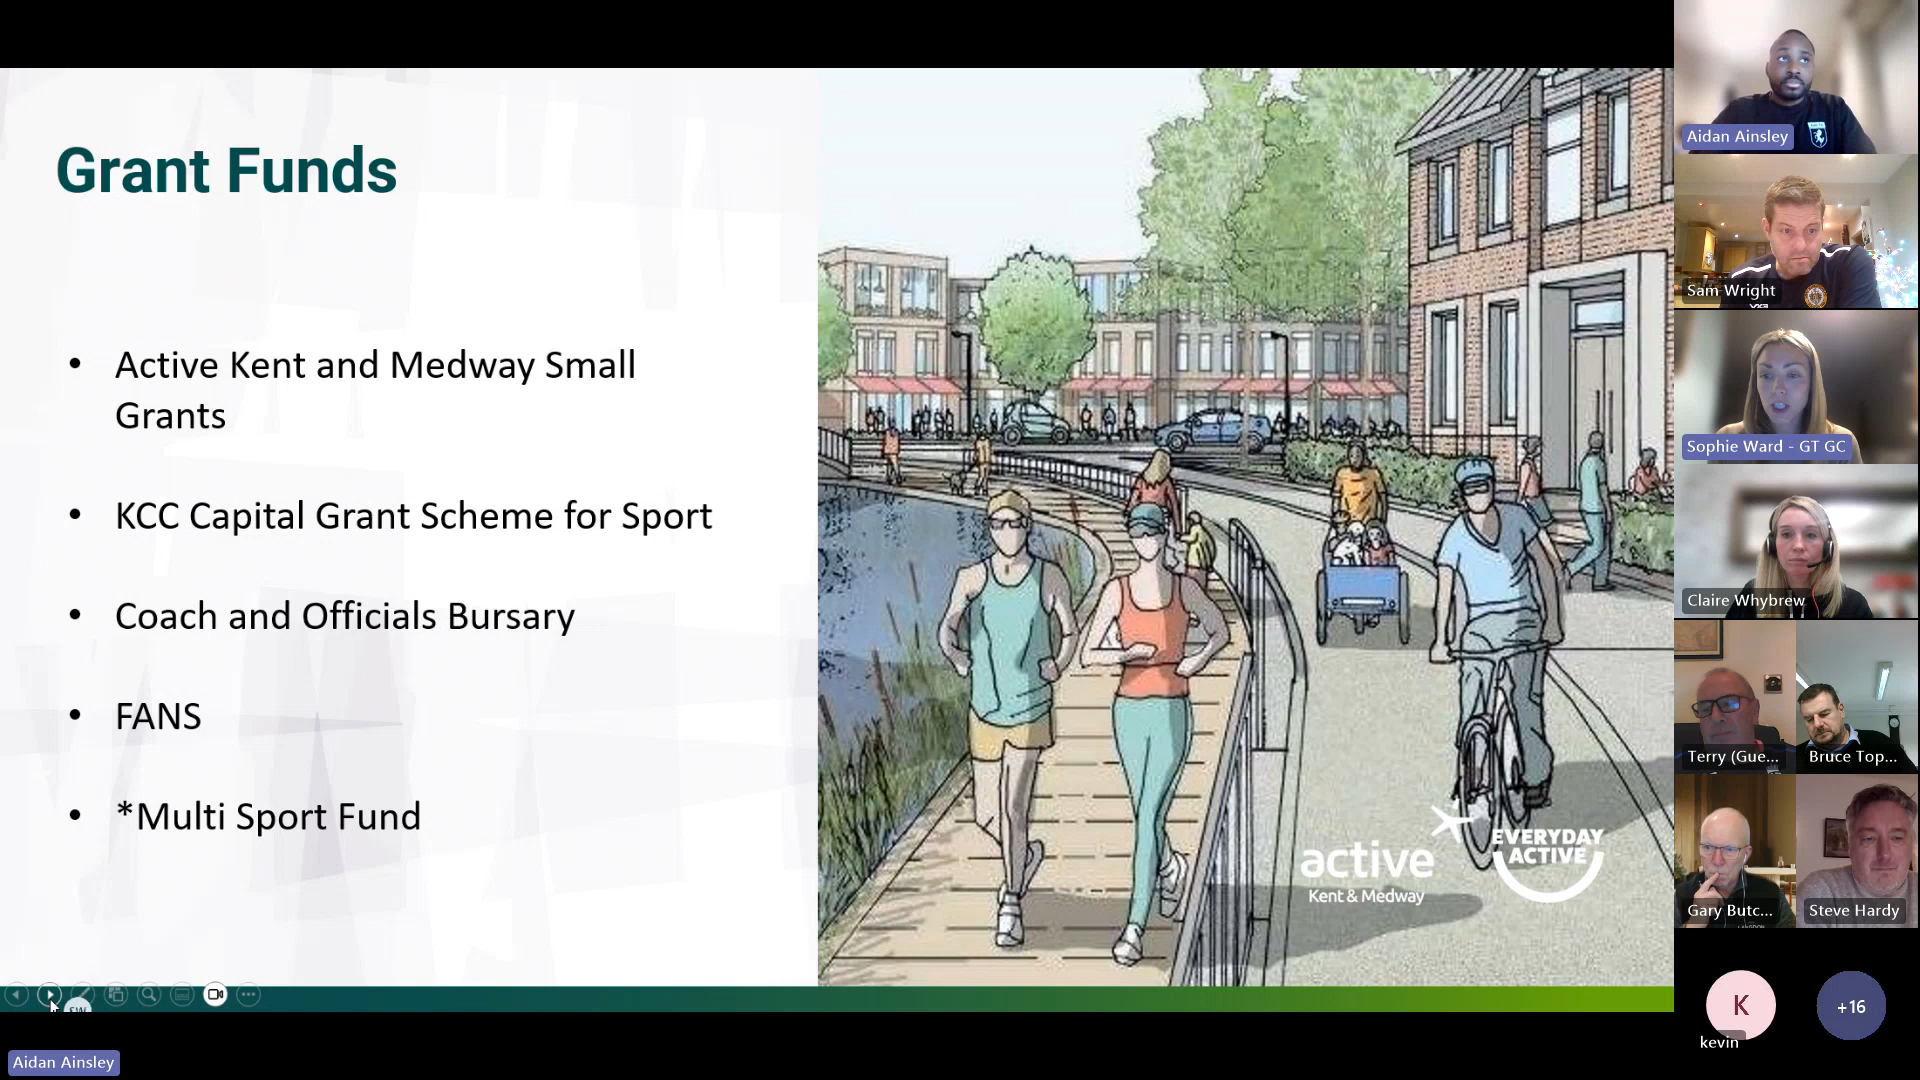 Grant Funds
• Active Kent and Medway Small
Grants
• KCC Capital Grant Scheme for Sport
• Coach and Officials Bursary
• FANS
• *Multi Sport Fund
active
Kent & Medway
EVERYDAY
ACTIVE
Aidan Ainsley
Aidan Ainsley
Sam Wright
Sophie Ward - GT GC
Claire Whybrew
Terry (Gue...
Bruce Top...
Gary Butc...
Steve Hardy
K
kevin
+16